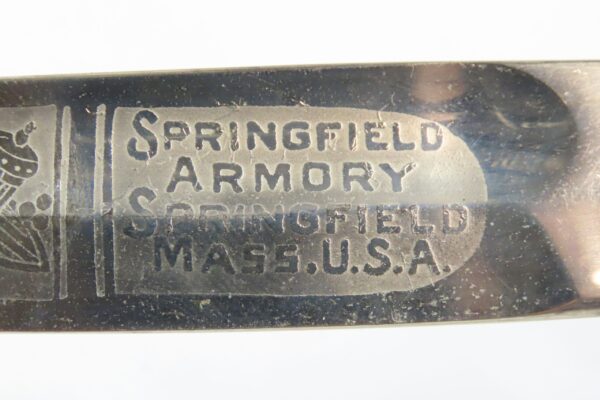 SPRINGFIELD
ARMORY
SPRINGFIELD
MASS. U.S.A.